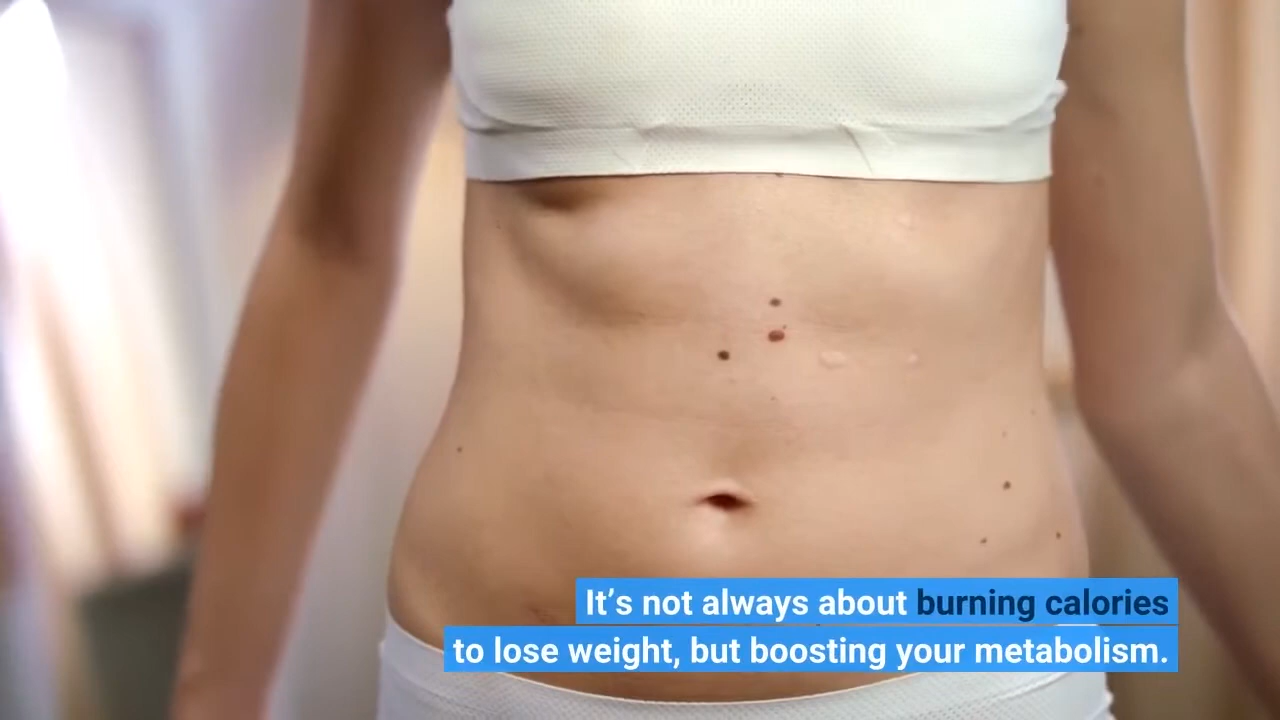 It’s not always about burning calories
to lose weight, but boosting your metabolism.